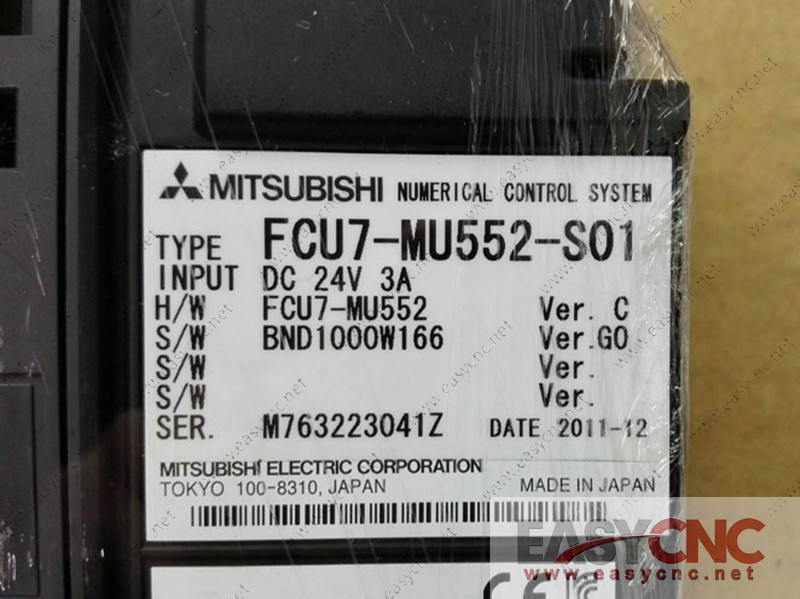 MITSUBISHI NUMERICAL CONTROL SYSTEM
TYPE FCU7-MU552-S01
INPUT DC 24V 3A
H/W FCU7-MU552 Ver. C
S/W BND1000W166 Ver.G0
S/W Ver.
S/W Ver.
SER. M763223041Z DATE 2011-12
MITSUBISHI ELECTRIC CORPORATION
TOKYO 100-8310, JAPAN MADE IN JAPAN
EASYCNC
www.easycnc.net
CE